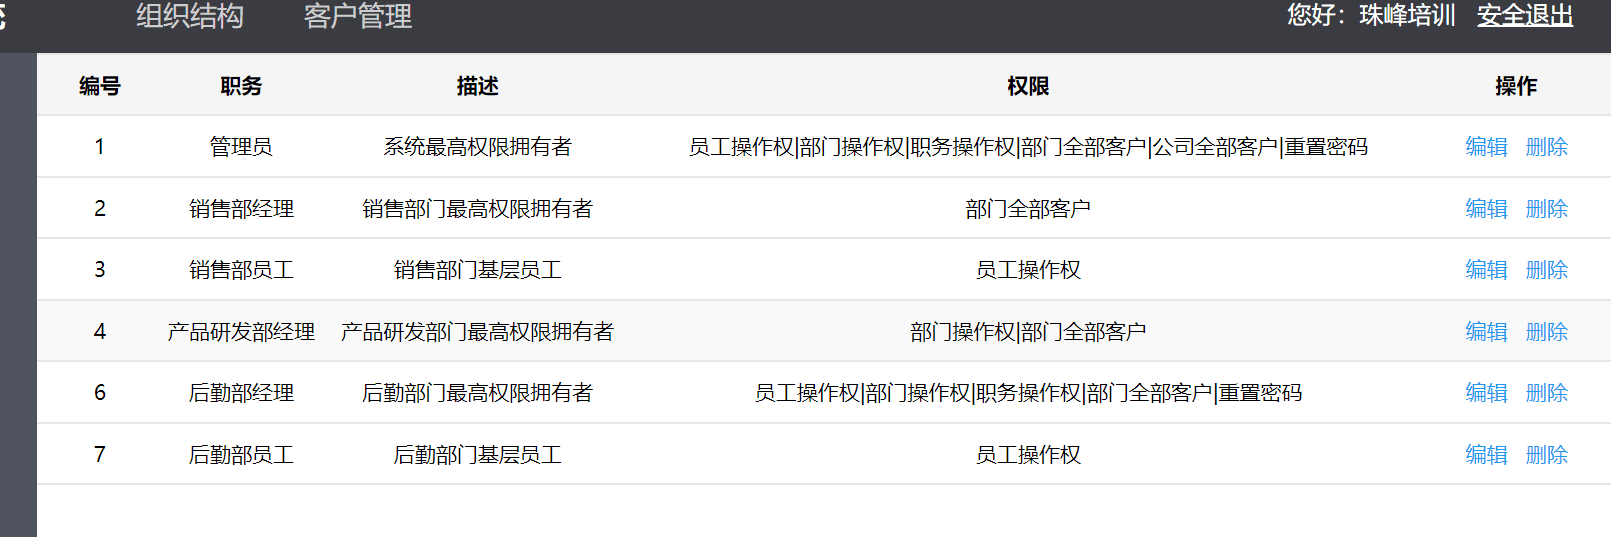 组织结构 客户管理 您好：珠峰培训 安全退出
编号 职务 描述 权限 操作
1 管理员 系统最高权限拥有者 员工操作权|部门操作权|职务操作权|部门全部客户|公司全部客户|重置密码 编辑 删除
2 销售部经理 销售部门最高权限拥有者 部门全部客户 编辑 删除
3 销售部员工 销售部门基层员工 员工操作权 编辑 删除
4 产品研发部经理 产品研发部门最高权限拥有者 部门操作权|部门全部客户 编辑 删除
6 后勤部经理 后勤部门最高权限拥有者 员工操作权|部门操作权|职务操作权|部门全部客户|重置密码 编辑 删除
7 后勤部员工 后勤部门基层员工 员工操作权 编辑 删除